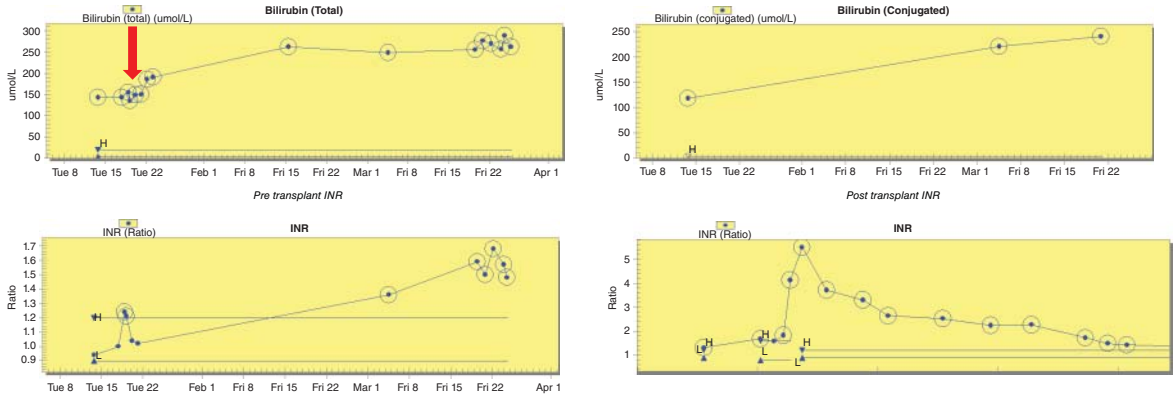 Bilirubin (Total)
Bilirubin (total) (umol/L)
umol/L
300
250
200
150
100
50
0
H
Tue 8 Tue 15 Tue 22 Feb 1 Fri 8 Fri 15 Fri 22 Mar 1 Fri 8 Fri 15 Fri 22 Apr 1
Bilirubin (Conjugated)
Bilirubin (conjugated) (umol/L)
umol/L
250
200
150
100
50
0
H
Tue 8 Tue 15 Tue 22 Feb 1 Fri 8 Fri 15 Fri 22 Mar 1 Fri 8 Fri 15 Fri 22
Pre transplant INR
INR
INR (Ratio)
Ratio
1.7
1.6
1.5
1.4
1.3
1.2
1.2
1.0
0.9
H
L
Tue 8 Tue 15 Tue 22 Feb 1 Fri 8 Fri 15 Fri 22 Mar 1 Fri 8 Fri 15 Fri 22 Apr 1
Post transplant INR
INR
INR (Ratio)
Ratio
5
4
3
2
1
H
L
H
L
H
L